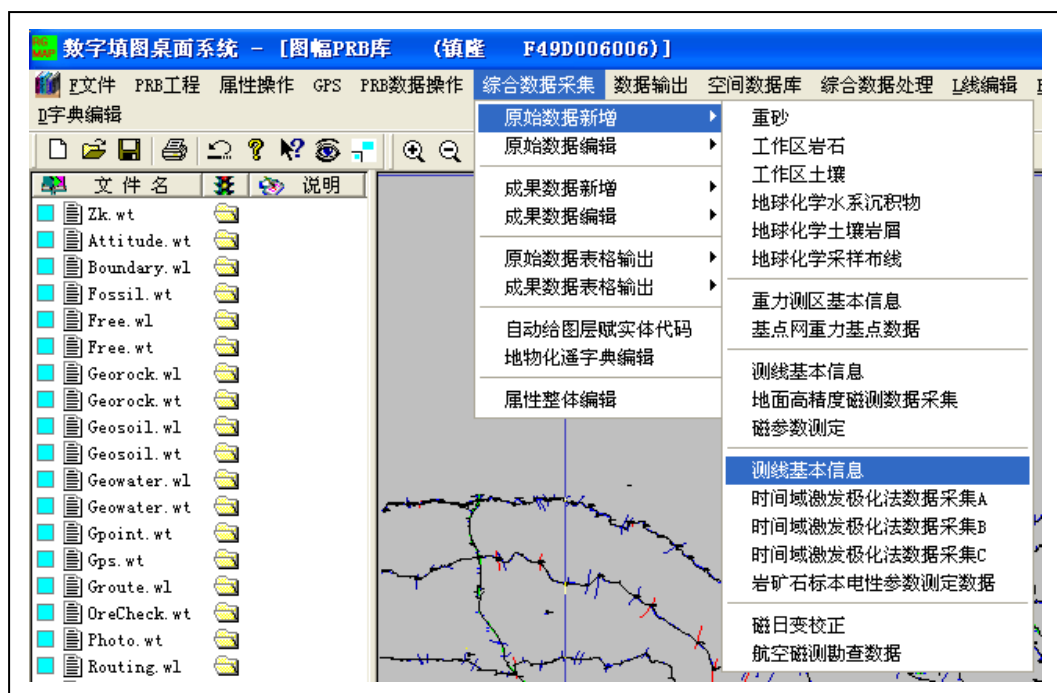 RG MAP 数字填图桌面系统 - [图幅PRB库 (镇隆 F49D006006)]
F文件 PRB工程 属性操作 GPS PRB数据操作 综合数据采集 数据输出 空间数据库 综合数据处理 L线编辑
D字典编辑
文件名 说明
Zk.wt
Attitude.wt
Boundary.wl
Fossil.wt
Free.wl
Free.wt
Georock.wl
Georock.wt
Geosoil.wl
Geosoil.wt
Geowater.wl
Geowater.wt
Gpoint.wt
Gps.wt
Groute.wl
OreCheck.wt
Photo.wt
Routing.wl
原始数据新增
原始数据编辑
成果数据新增
成果数据编辑
原始数据表格输出
成果数据表格输出
自动给图层赋实体代码
地物化遥字典编辑
属性整体编辑
重砂
工作区岩石
工作区土壤
地球化学水系沉积物
地球化学土壤岩屑
地球化学采样布线
重力测区基本信息
基点网重力基点数据
测线基本信息
地面高精度磁测数据采集
磁参数测定
测线基本信息
时间域激发极化法数据采集A
时间域激发极化法数据采集B
时间域激发极化法数据采集C
岩矿石标本电性参数测定数据
磁日变校正
航空磁测勘查数据